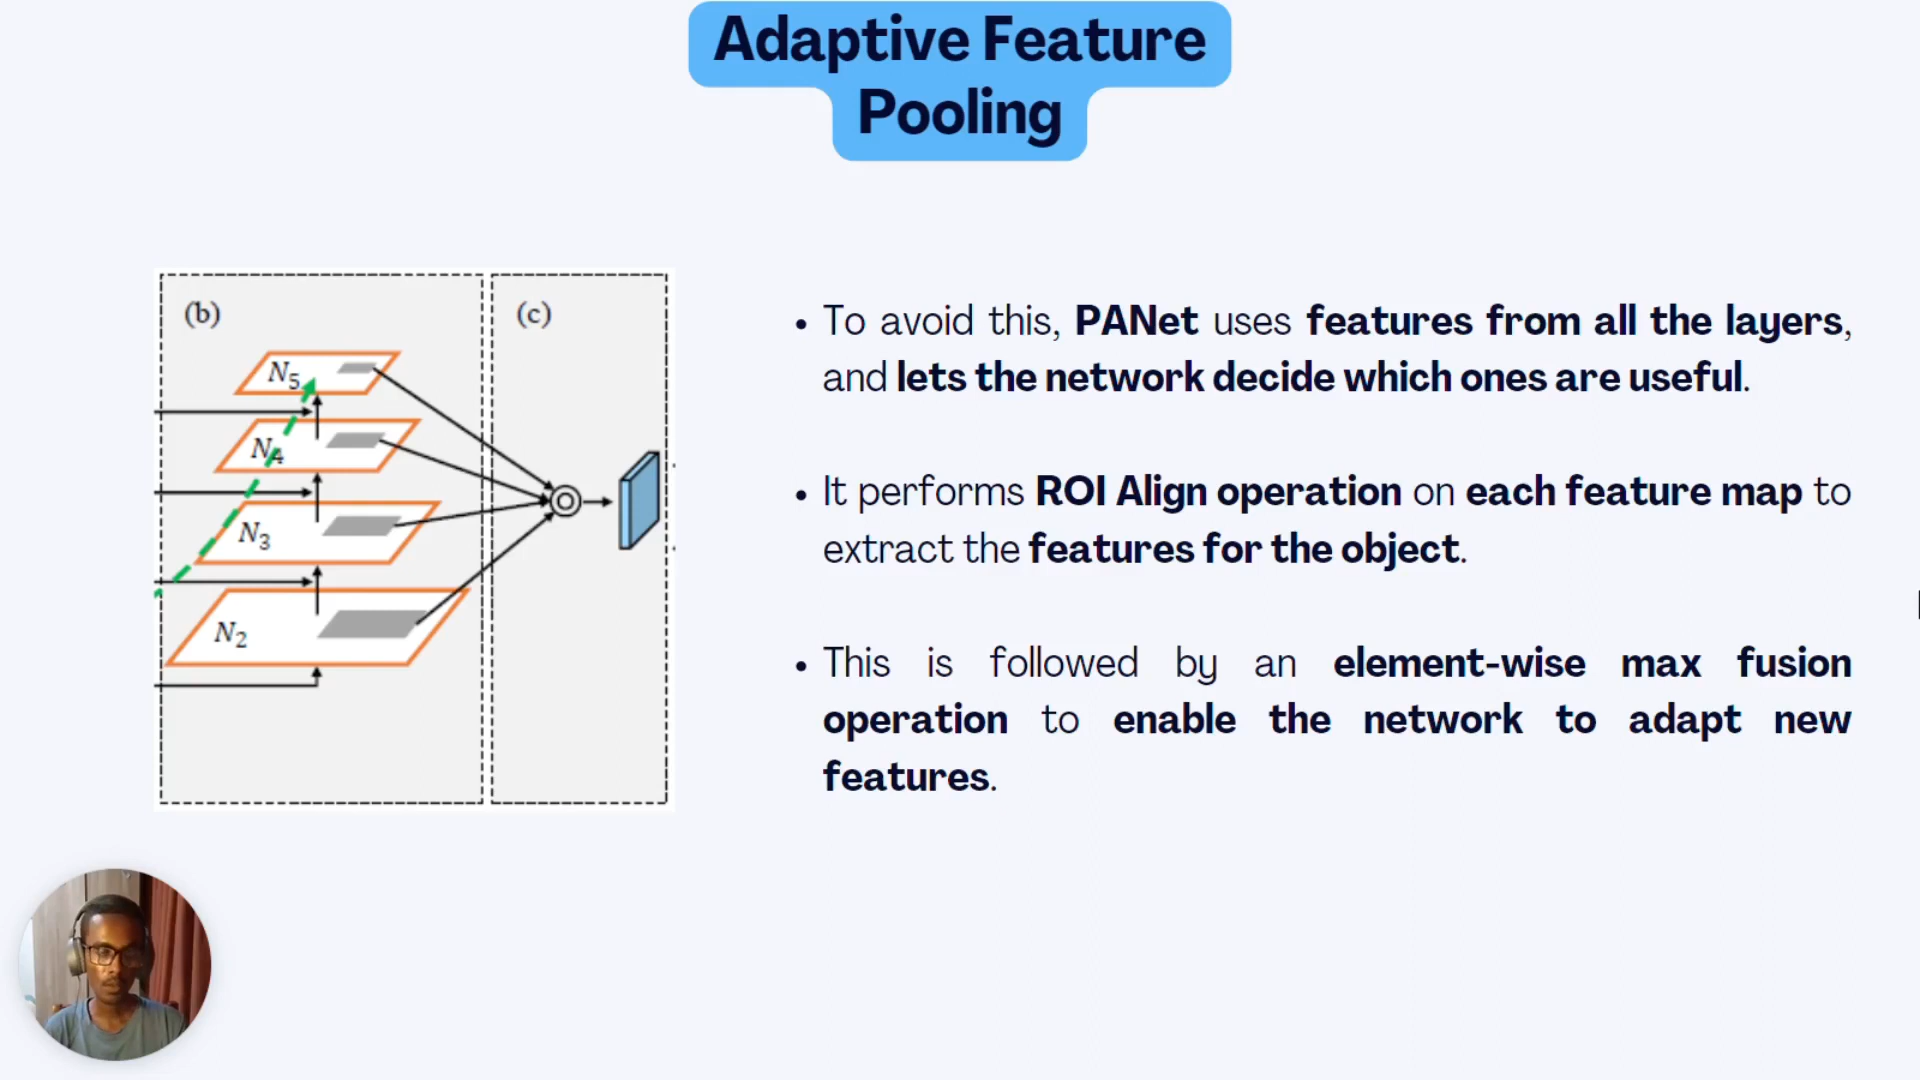 Adaptive Feature
Pooling
(b)
(c)
N5
N4
N3
N2
• To avoid this, PANet uses features from all the layers,
and lets the network decide which ones are useful.
• It performs ROI Align operation on each feature map to
extract the features for the object.
• This is followed by an element-wise max fusion
operation to enable the network to adapt new
features.